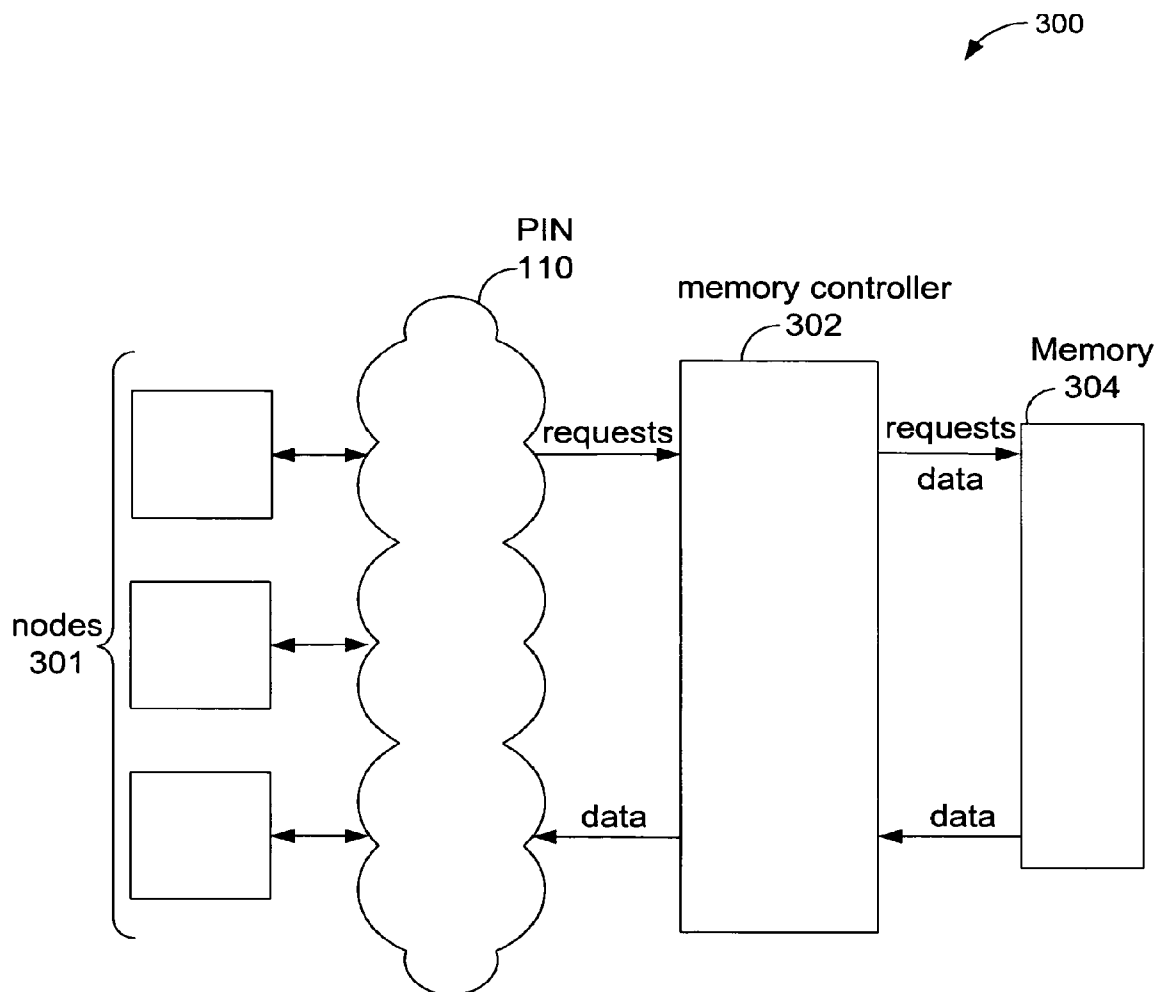 300
PIN
110
memory controller
302
Memory
304
requests
requests
data
nodes
301
data
data